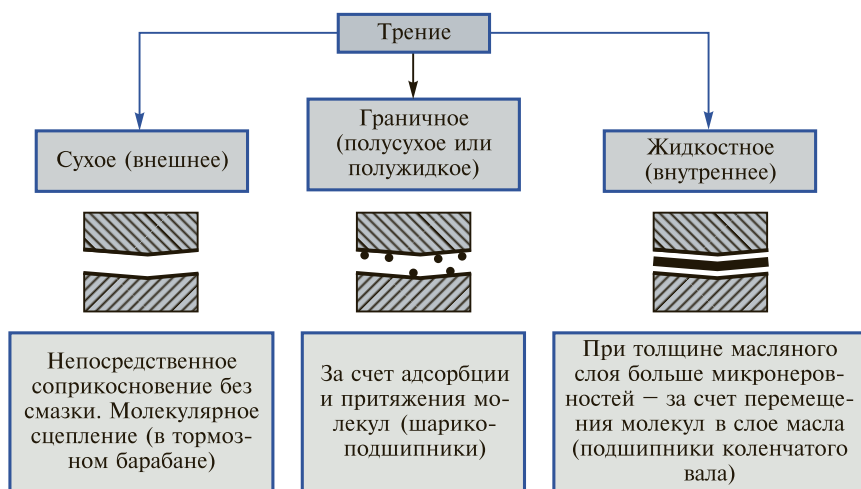 Трение
Сухое (внешнее)
Граничное
(полусухое или
полужидкое)
Жидкостное
(внутреннее)
Непосредственное
соприкосновение без
смазки. Молекулярное
сцепление (в тормоз-
ном барабане)
За счет адсорбции
и притяжения мо-
лекул (шарико-
подшипники)
При толщине масляного
слоя больше микронеров-
ностей – за счет перемеще-
ния молекул в слое масла
(подшипники коленчатого
вала)